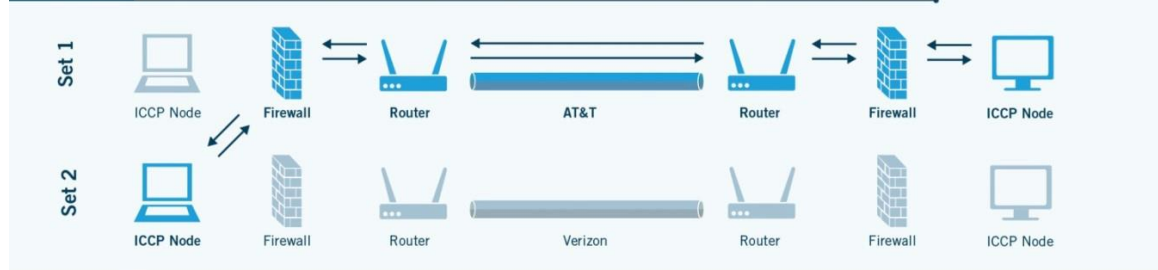 Set 1
ICCP Node Firewall Router AT&T Router Firewall ICCP Node
Set 2
ICCP Node Firewall Router Verizon Router Firewall ICCP Node